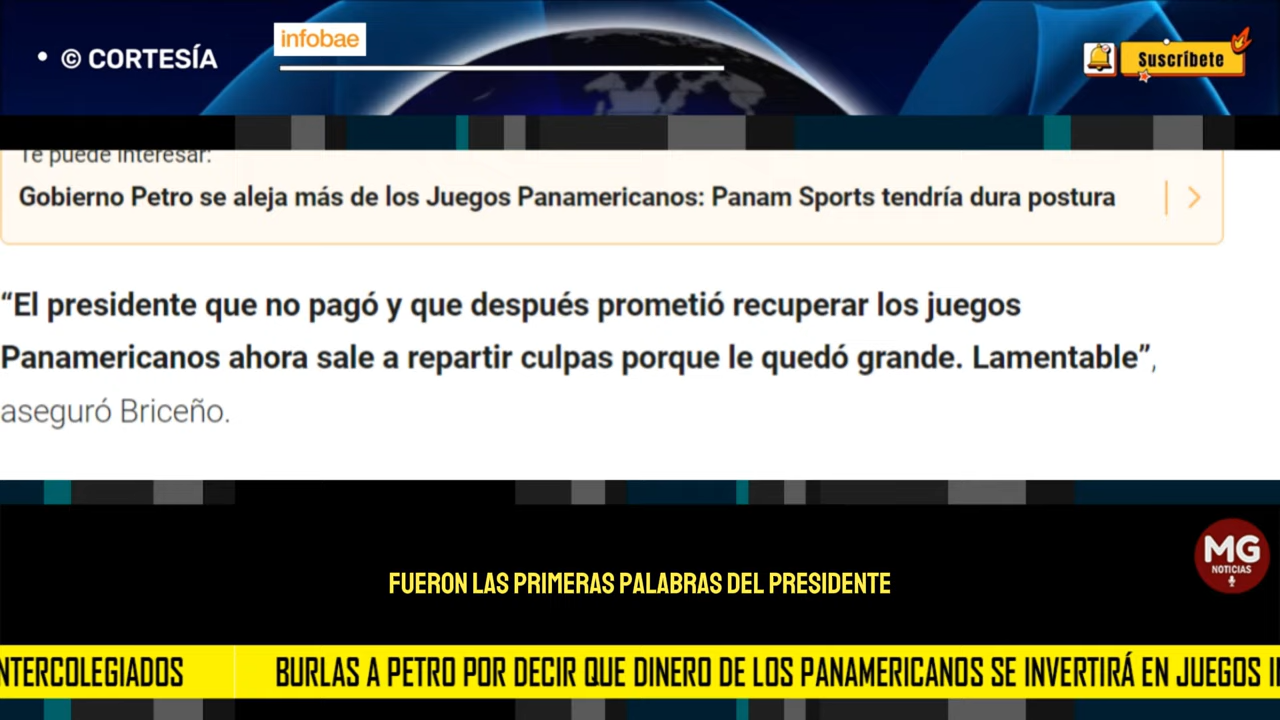 • © CORTESÍA
infobae
Suscríbete
Te puede interesar:
Gobierno Petro se aleja más de los Juegos Panamericanos: Panam Sports tendría dura postura
“El presidente que no pagó y que después prometió recuperar los juegos
Panamericanos ahora sale a repartir culpas porque le quedó grande. Lamentable”,
aseguró Briceño.
MG
NOTICIAS
FUERON LAS PRIMERAS PALABRAS DEL PRESIDENTE
NTERCOLEGIADOS BURLAS A PETRO POR DECIR QUE DINERO DE LOS PANAMERICANOS SE INVERTIRÁ EN JUEGOS